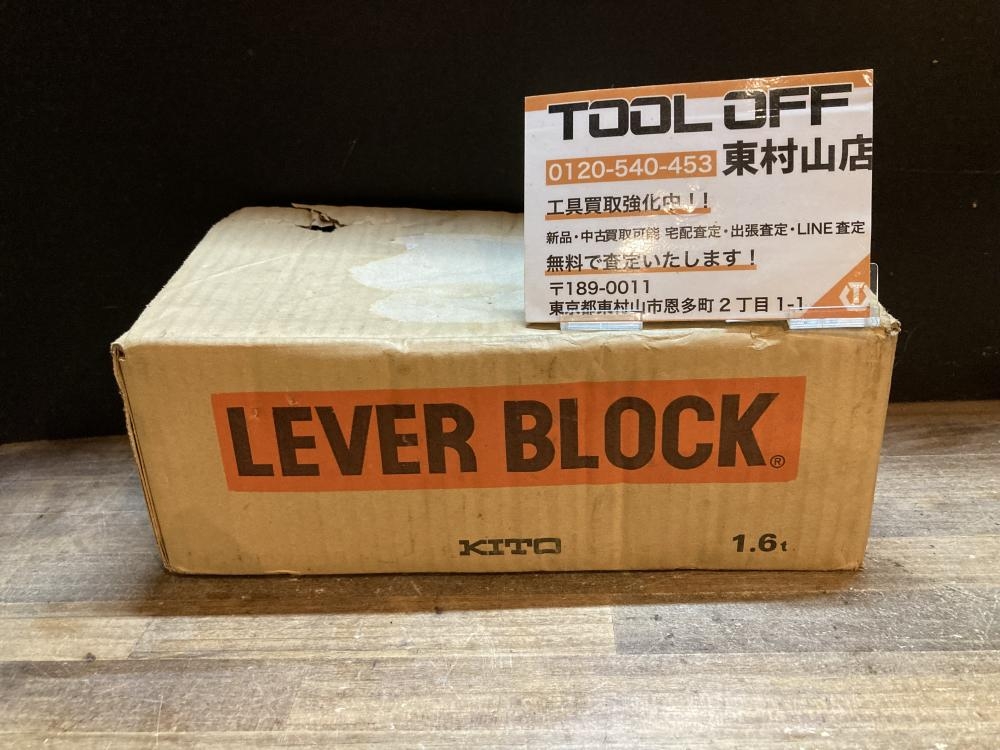 TOOL OFF
0120-540-453 東村山店
工具買取強化中!!
新品・中古買取可能 宅配査定・出張査定・LINE査定
無料で査定いたします!
〒189-0011
東京都東村山市恩多町2丁目1-1
LEVER BLOCK®
KITO 1.6t